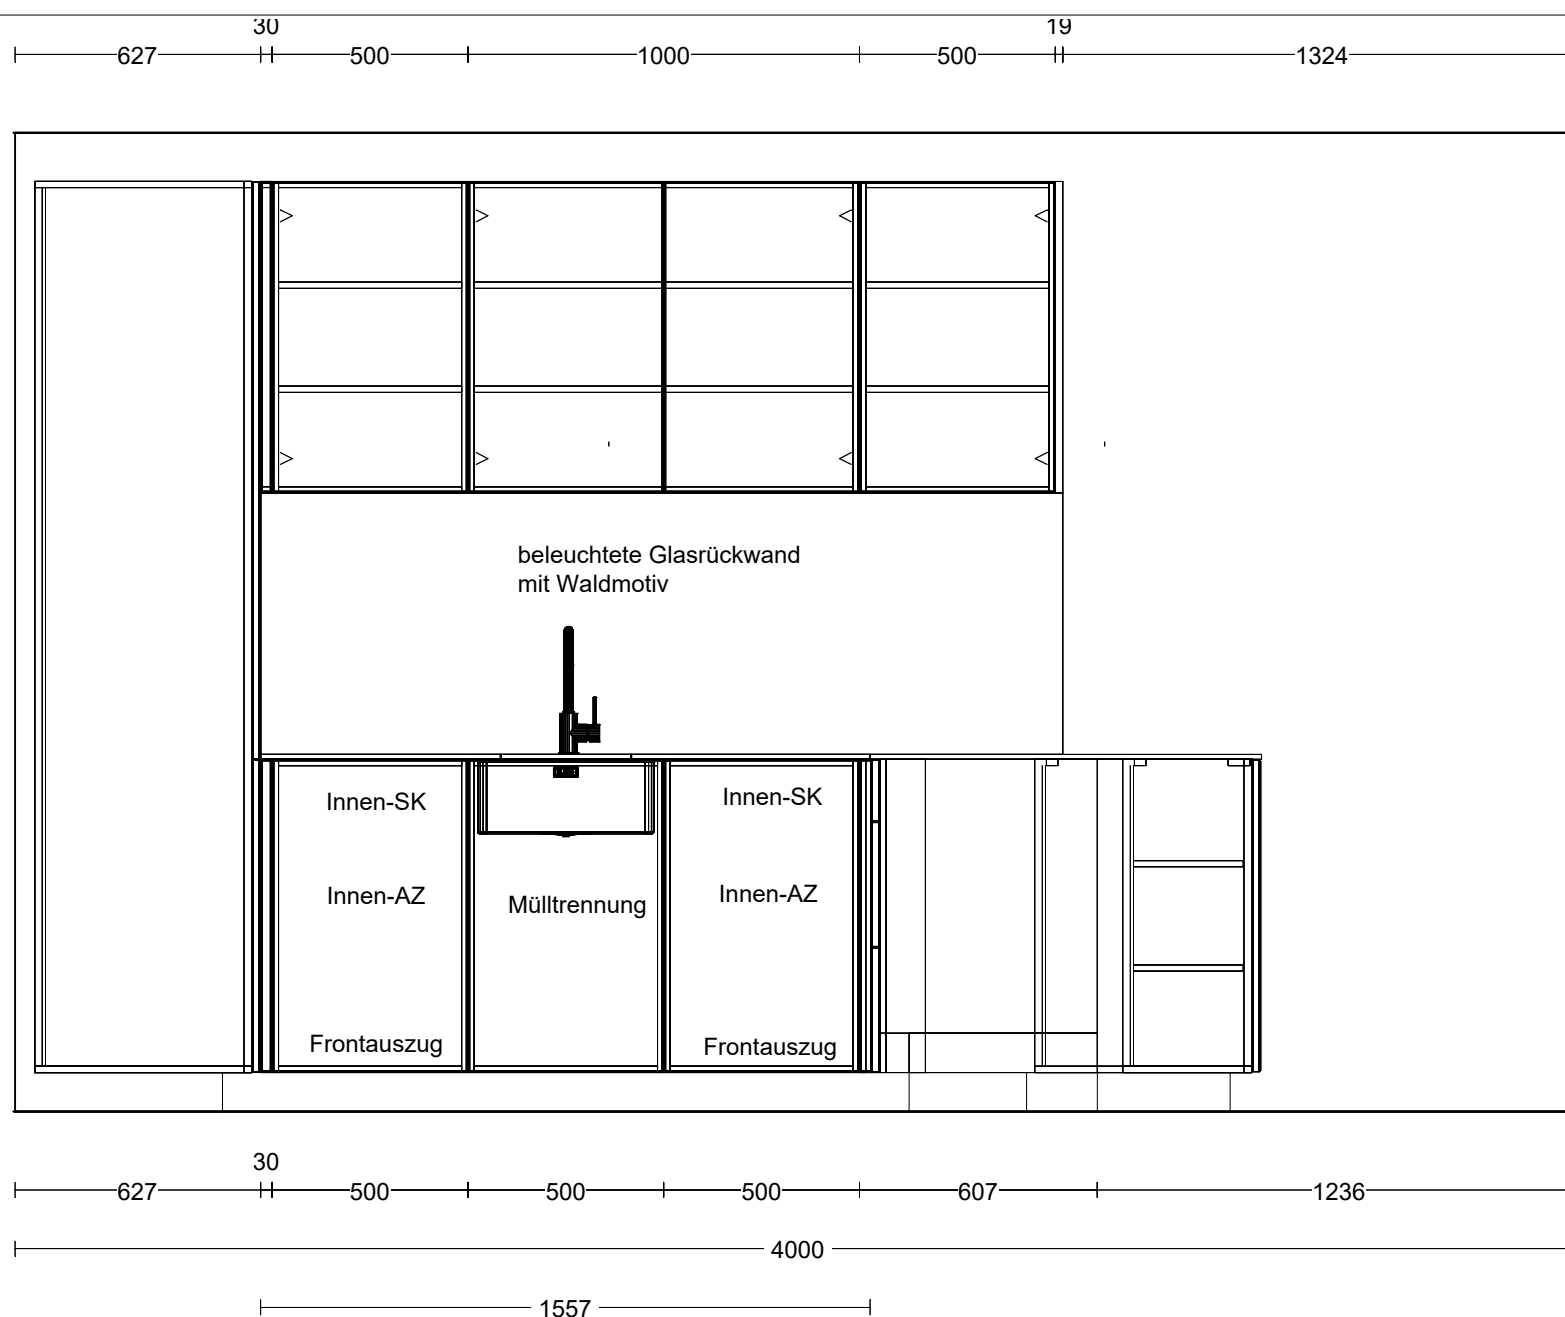 30 19
627 500 1000 500 1324
beleuchtete Glasrückwand
mit Waldmotiv
Innen-SK Innen-SK
Innen-AZ Mülltrennung Innen-AZ
Frontauszug Frontauszug
30
627 500 500 500 607 1236
4000
1557